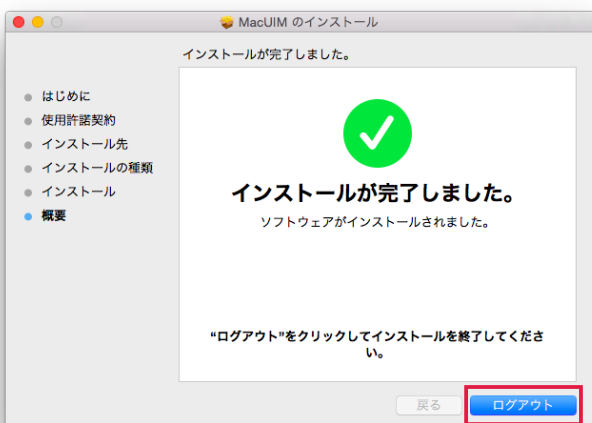 MacUIM のインストール
インストールが完了しました。
はじめに
使用許諾契約
インストール先
インストールの種類
インストール
概要
インストールが完了しました。
ソフトウェアがインストールされました。
“ログアウト”をクリックしてインストールを終了してくださ
い。
戻る
ログアウト